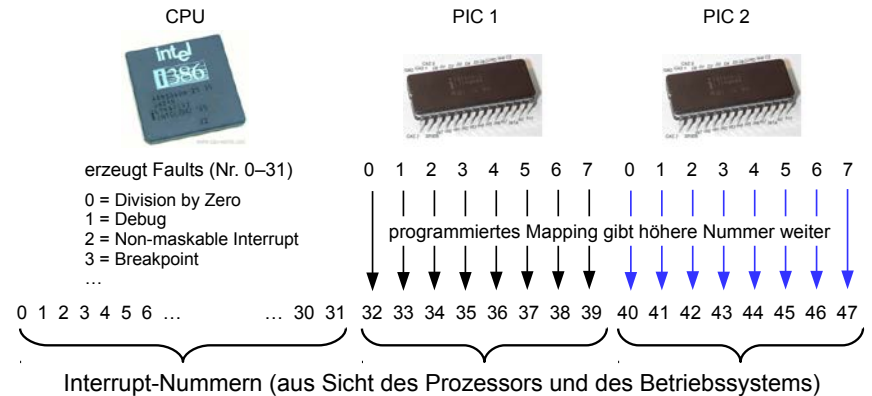 CPU PIC 1 PIC 2
intel
i386
erzeugt Faults (Nr. 0–31)
0 = Division by Zero
1 = Debug
2 = Non-maskable Interrupt
3 = Breakpoint
…
0 1 2 3 4 5 6 7 0 1 2 3 4 5 6 7
programmiertes Mapping gibt höhere Nummer weiter
0 1 2 3 4 5 6 … … 30 31 32 33 34 35 36 37 38 39 40 41 42 43 44 45 46 47
Interrupt-Nummern (aus Sicht des Prozessors und des Betriebssystems)